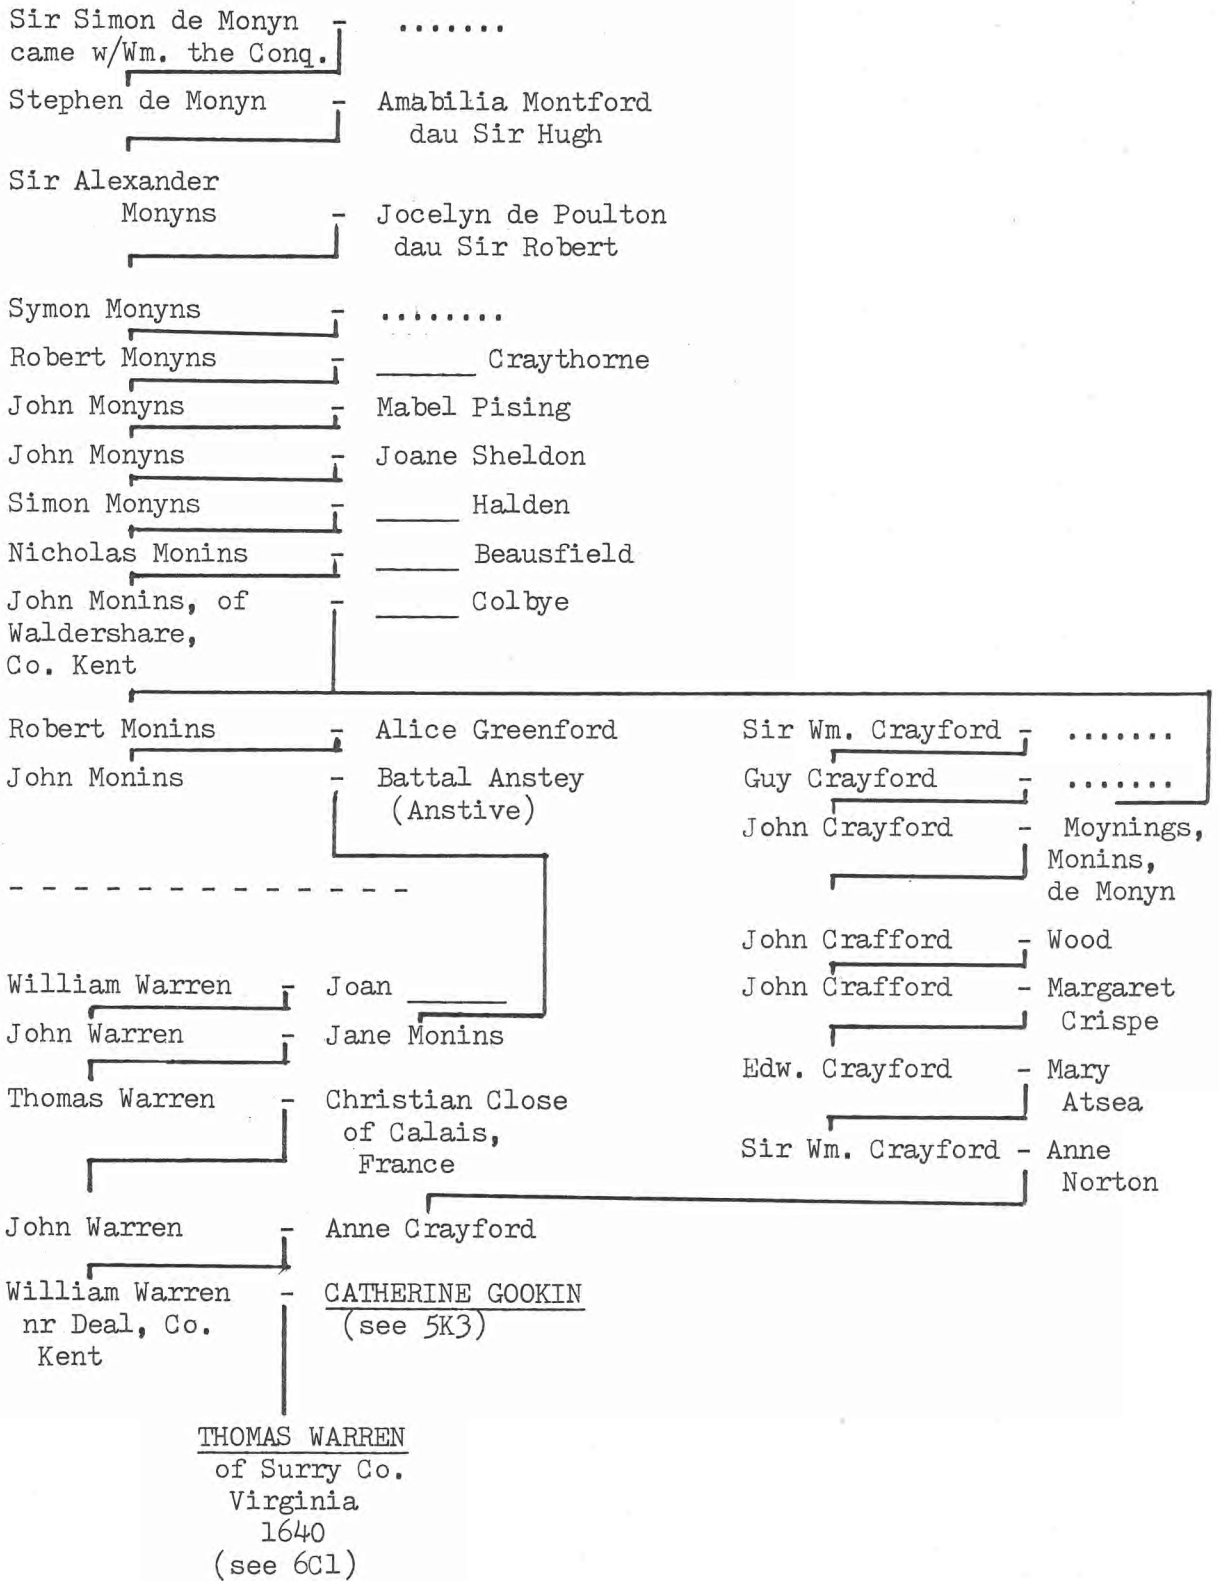 Sir Simon de Monyn - .......
came w/Wm. the Conq.
Stephen de Monyn - Amabilia Montford
dau Sir Hugh
Sir Alexander
Monyns - Jocelyn de Poulton
dau Sir Robert
Symon Monyns - ........
Robert Monyns - ______ Craythorne
John Monyns - Mabel Pising
John Monyns - Joane Sheldon
Simon Monyns - _____ Halden
Nicholas Monins - _____ Beausfield
John Monins, of - _____ Colbye
Waldershare,
Co. Kent
Robert Monins - Alice Greenford
John Monins - Battal Anstey
(Anstive)
Sir Wm. Crayford - .......
Guy Crayford - .......
John Crayford - Moynings,
Monins,
de Monyn
John Crafford - Wood
John Crafford - Margaret
Crispe
Edw. Crayford - Mary
Atsea
Sir Wm. Crayford - Anne
Norton
- - - - - - - - - - - - - -
William Warren - Joan ______
John Warren - Jane Monins
Thomas Warren - Christian Close
of Calais,
France
John Warren - Anne Crayford
William Warren - CATHERINE GOOKIN
nr Deal, Co. (see 5K3)
Kent
THOMAS WARREN
of Surry Co.
Virginia
1640
(see 6C1)